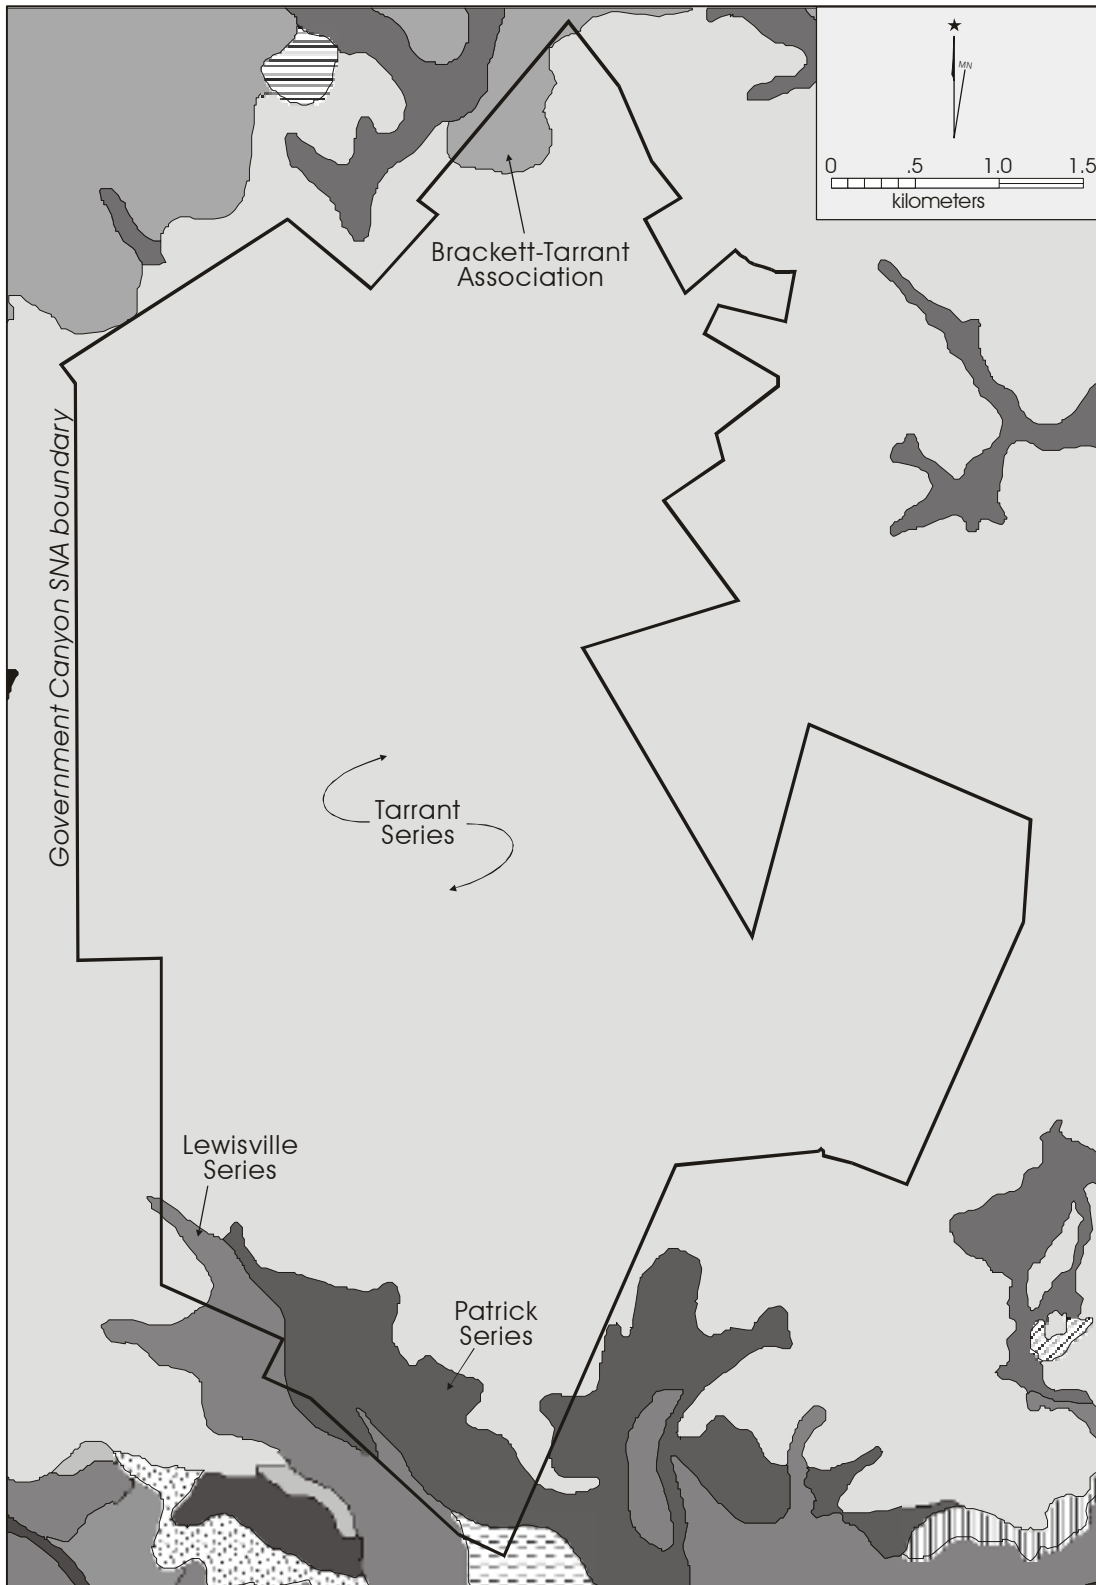 MN
0 .5 1.0 1.5
kilometers
Brackett-Tarrant
Association
Government Canyon SNA boundary
Tarrant
Series
Lewisville
Series
Patrick
Series